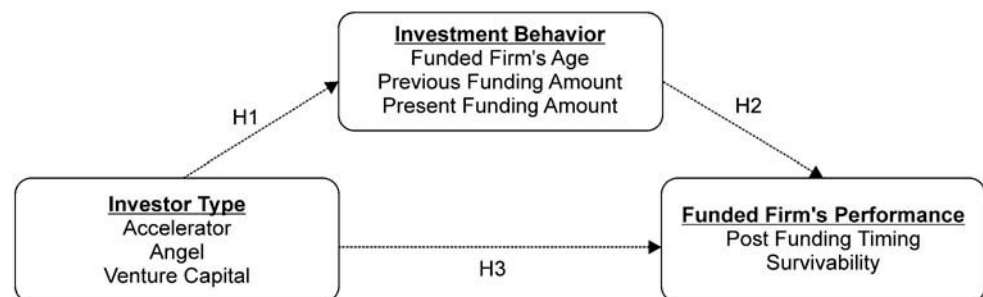 Investment Behavior
Funded Firm's Age
Previous Funding Amount
Present Funding Amount
H1
H2
Investor Type
Accelerator
Angel
Venture Capital
H3
Funded Firm's Performance
Post Funding Timing
Survivability